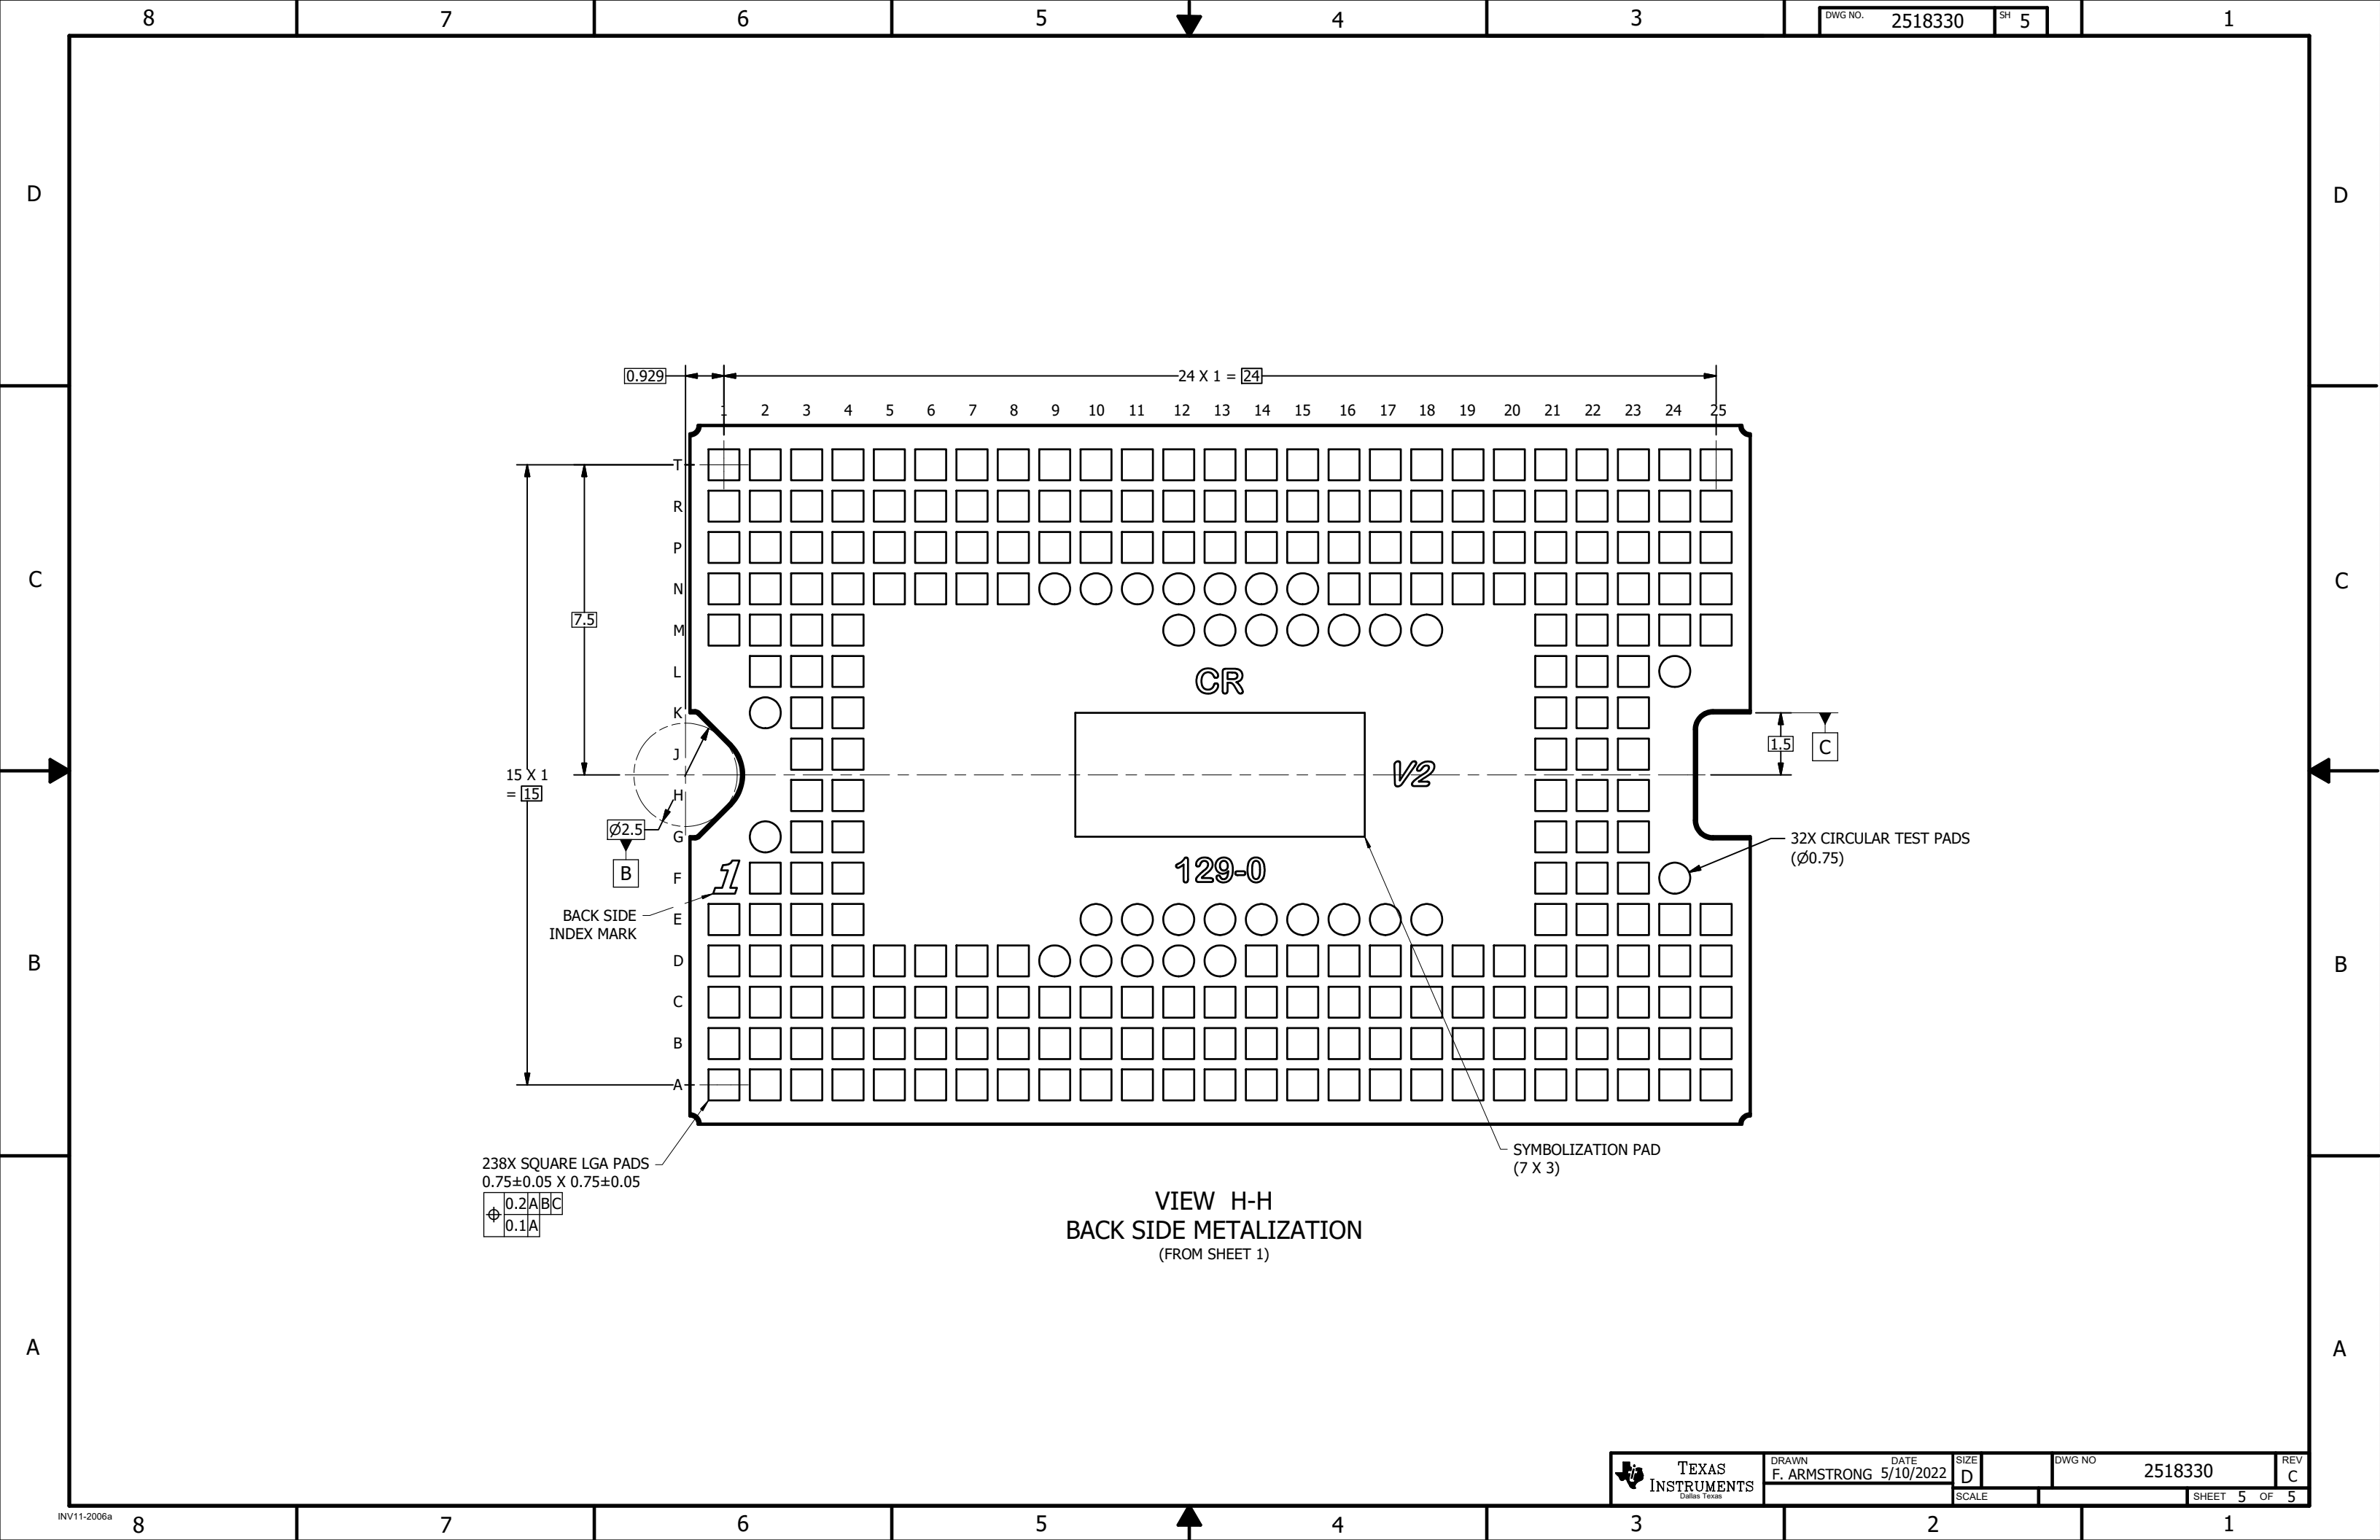 8 7 6 5 4 3 1
DWG NO. 2518330 SH 5
D D
0.929 24 X 1 = 24
1 2 3 4 5 6 7 8 9 10 11 12 13 14 15 16 17 18 19 20 21 22 23 24 25
T
R
P
C C
N
7.5
M
L
CR
K
1.5 C
J
15 X 1
= 15
V2
H
Ø2.5
G
32X CIRCULAR TEST PADS
(Ø0.75)
B
F
1
129-0
BACK SIDE
INDEX MARK
E
B B
D
C
B
A
238X SQUARE LGA PADS
0.75±0.05 X 0.75±0.05
⌖ 0.2 A B C
0.1 A
SYMBOLIZATION PAD
(7 X 3)
VIEW H-H
BACK SIDE METALIZATION
(FROM SHEET 1)
A A
TEXAS
INSTRUMENTS
Dallas Texas
DRAWN DATE
F. ARMSTRONG 5/10/2022
SIZE
D
DWG NO
2518330
REV
C
SCALE
SHEET 5 OF 5
INV11-2006a
8 7 6 5 4 3 2 1